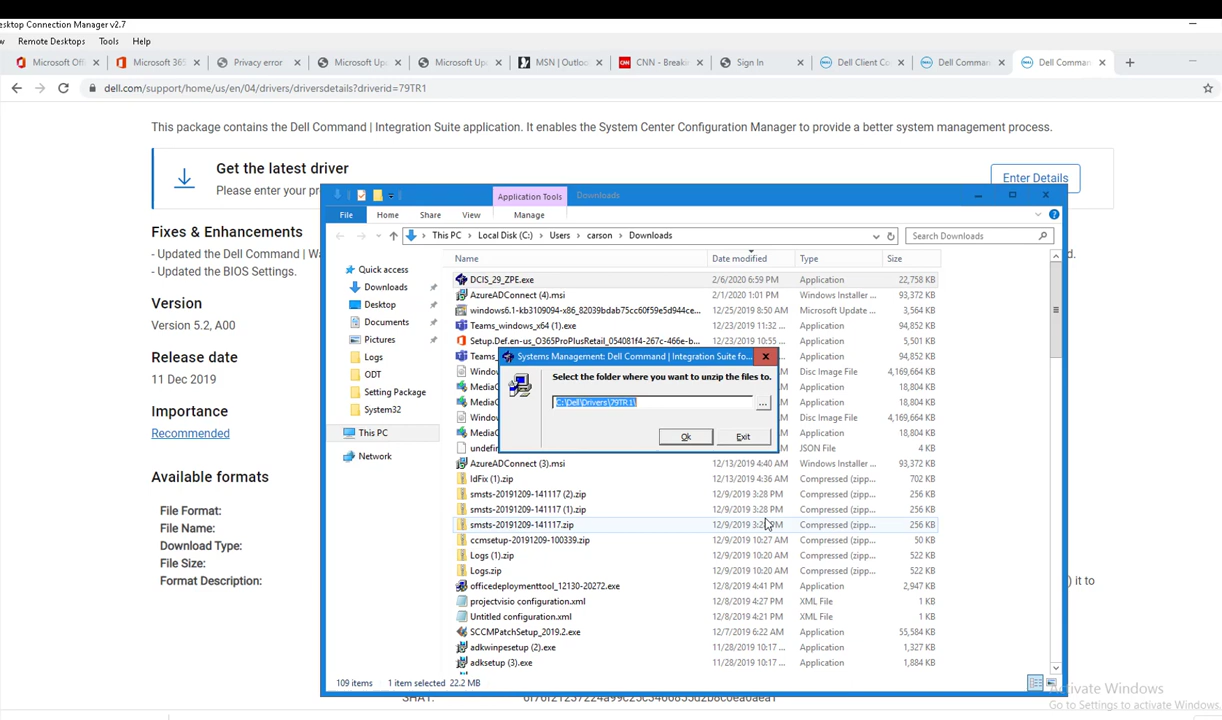 esktop Connection Manager v2.7
w Remote Desktops Tools Help
Microsoft Off Microsoft 365 Privacy error Microsoft Up Microsoft Up MSN | Outloo CNN - Breaki Sign In Dell Client Co Dell Comman Dell Comman
dell.com/support/home/us/en/04/drivers/driversdetails?driverid=79TR1
This package contains the Dell Command | Integration Suite application. It enables the System Center Configuration Manager to provide a better system management process.
Get the latest driver
Please enter your pr
Enter Details
Fixes & Enhancements
- Updated the Dell Command | Wa
- Updated the BIOS Settings.
Version
Version 5.2, A00
Release date
11 Dec 2019
Importance
Recommended
Available formats
File Format:
File Name:
Download Type:
File Size:
Format Description:
) it to
Application Tools Downloads
File Home Share View Manage
This PC Local Disk (C:) Users carson Downloads Search Downloads
Name Date modified Type Size
Quick access
Downloads
Desktop
Documents
Pictures
Logs
ODT
Setting Package
System32
This PC
Network
DCIS_29_ZPE.exe 2/6/2020 6:59 PM Application 22,758 KB
AzureADConnect (4).msi 2/1/2020 1:01 PM Windows Installer ... 93,372 KB
windows6.1-kb3109094-x86_82039bdab75cc60f59e5d944ce... 12/25/2019 8:50 AM Microsoft Update ... 3,564 KB
Teams_windows_x64 (1).exe 12/23/2019 11:32 ... Application 94,852 KB
Setup.Def.en-us_O365ProPlusRetail_054081f4-267c-466e-b... 12/23/2019 10:55 Application
Teams_ Application 94,852 KB
Window Disc Image File 4,169,664 KB
MediaC Application 18,804 KB
MediaC Application 18,804 KB
Window Disc Image File 4,169,664 KB
MediaC Application 18,804 KB
undefin JSON File 4 KB
AzureADConnect (3).msi 12/13/2019 4:40 AM Windows Installer ... 93,372 KB
IdFix (1).zip 12/13/2019 4:36 AM Compressed (zipp... 702 KB
smsts-20191209-141117 (2).zip 12/9/2019 3:28 PM Compressed (zipp... 256 KB
smsts-20191209-141117 (1).zip 12/9/2019 3:28 PM Compressed (zipp... 256 KB
smsts-20191209-141117.zip 12/9/2019 3:2 PM Compressed (zipp... 256 KB
ccmsetup-20191209-100339.zip 12/9/2019 10:27 AM Compressed (zipp... 50 KB
Logs (1).zip 12/9/2019 10:20 AM Compressed (zipp... 522 KB
Logs.zip 12/9/2019 10:20 AM Compressed (zipp... 522 KB
officedeploymenttool_12130-20272.exe 12/8/2019 4:41 PM Application 2,947 KB
projectvisio configuration.xml 12/8/2019 4:27 PM XML File 1 KB
Untitled configuration.xml 12/8/2019 4:21 PM XML File 1 KB
SCCMPatchSetup_2019.2.exe 12/7/2019 6:22 AM Application 55,584 KB
adkwinpesetup (2).exe 11/28/2019 10:17 ... Application 1,327 KB
adksetup (3).exe 11/28/2019 10:17 ... Application 1,884 KB
109 items 1 item selected 22.2 MB
Systems Management: Dell Command | Integration Suite fo...
Select the folder where you want to unzip the files to.
C:\Dell\Drivers\79TR1\
...
Ok Exit
Activate Windows
Go to Settings to activate Windows.